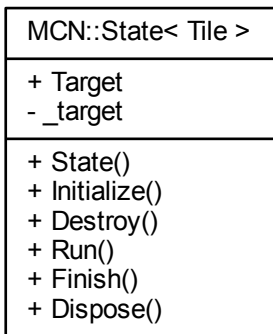 MCN::State< Tile >
+ Target
- _target
+ State()
+ Initialize()
+ Destroy()
+ Run()
+ Finish()
+ Dispose()